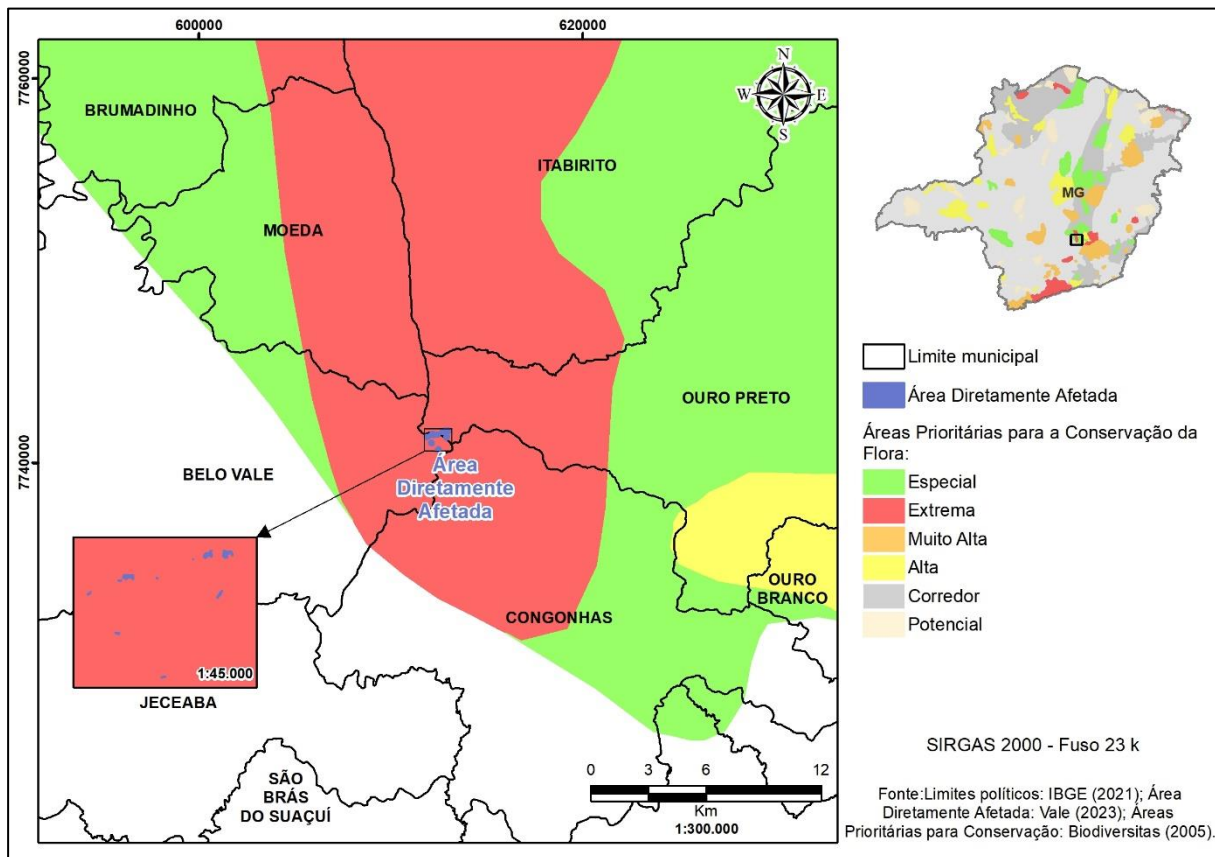 600000
620000
7760000
7740000
N
W
E
S
BRUMADINHO
ITABIRITO
MOEDA
OURO PRETO
BELO VALE
Área
Diretamente
Afetada
OURO
BRANCO
CONGONHAS
1:45.000
JECEABA
SÃO
BRÁS
DO SUAÇUÍ
0 3 6 12
Km
1:300.000
MG
Limite municipal
Área Diretamente Afetada
Áreas Prioritárias para a Conservação da
Flora:
Especial
Extrema
Muito Alta
Alta
Corredor
Potencial
SIRGAS 2000 - Fuso 23 k
Fonte:Limites políticos: IBGE (2021); Área
Diretamente Afetada: Vale (2023); Áreas
Prioritárias para Conservação: Biodiversitas (2005).